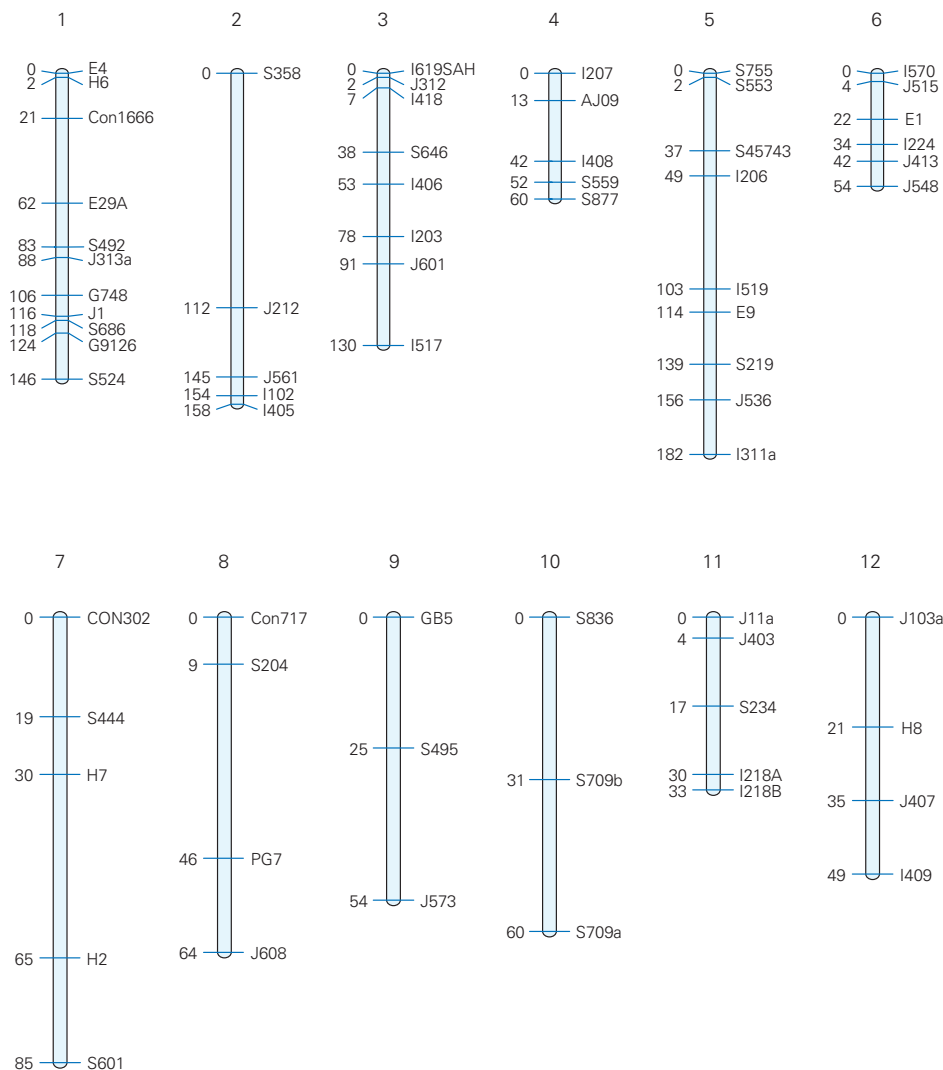 1 2 3 4 5 6
0 E4
2 H6
21 Con1666
62 E29A
83 S492
88 J313a
106 G748
116 J1
118 S686
124 G9126
146 S524
0 S358
112 J212
145 J561
154 I102
158 I405
0 I619SAH
2 J312
7 I418
38 S646
53 I406
78 I203
91 J601
130 I517
0 I207
13 AJ09
42 I408
52 S559
60 S877
0 S755
2 S553
37 S45743
49 I206
103 I519
114 E9
139 S219
156 J536
182 I311a
0 I570
4 J515
22 E1
34 I224
42 J413
54 J548
7 8 9 10 11 12
0 CON302
19 S444
30 H7
65 H2
85 S601
0 Con717
9 S204
46 PG7
64 J608
0 GB5
25 S495
54 J573
0 S836
31 S709b
60 S709a
0 J11a
4 J403
17 S234
30 I218A
33 I218B
0 J103a
21 H8
35 J407
49 I409